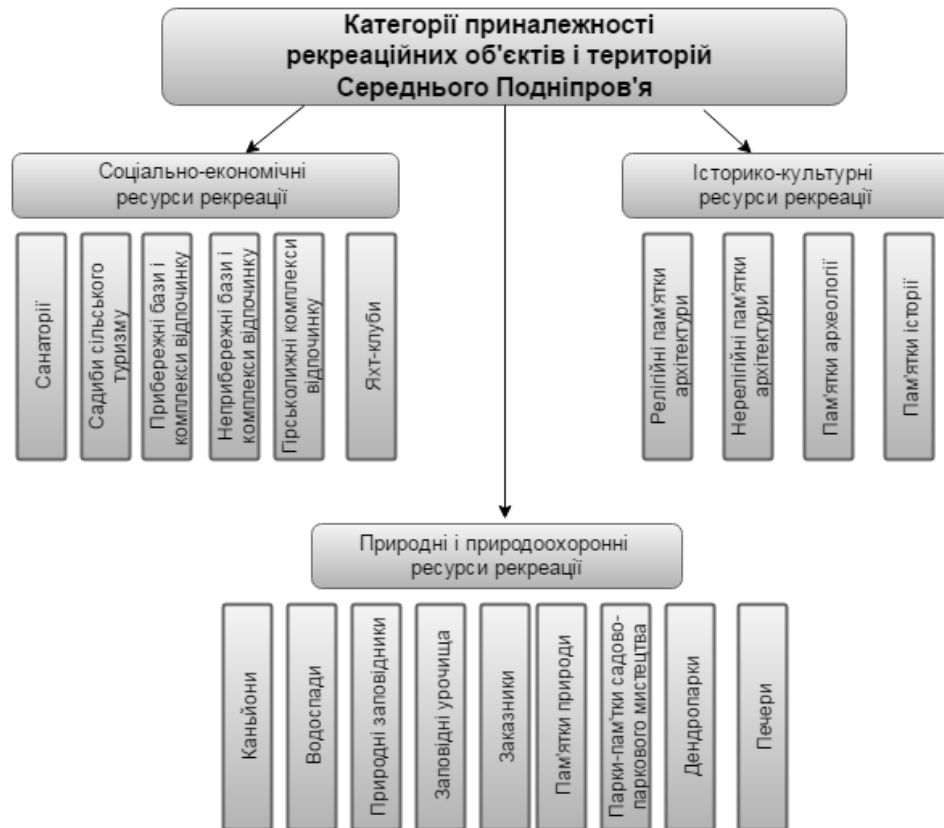 Категорії приналежності
рекреаційних об'єктів і територій
Середнього Подніпров'я
Соціально-економічні
ресурси рекреації
Історико-культурні
ресурси рекреації
Санаторії
Садиби сільського
туризму
Прибережні бази і
комплекси відпочинку
Неприбережні бази і
комплекси відпочинку
Гірськолижні комплекси
відпочинку
Яхт-клуби
Релігійні пам'ятки
архітектури
Нерелігійні пам'ятки
архітектури
Пам'ятки археології
Пам'ятки історії
Природні і природоохоронні
ресурси рекреації
Каньйони
Водоспади
Природні заповідники
Заповідні урочища
Заказники
Пам'ятки природи
Парки-пам'тки садово-
паркового мистецтва
Дендропарки
Печери